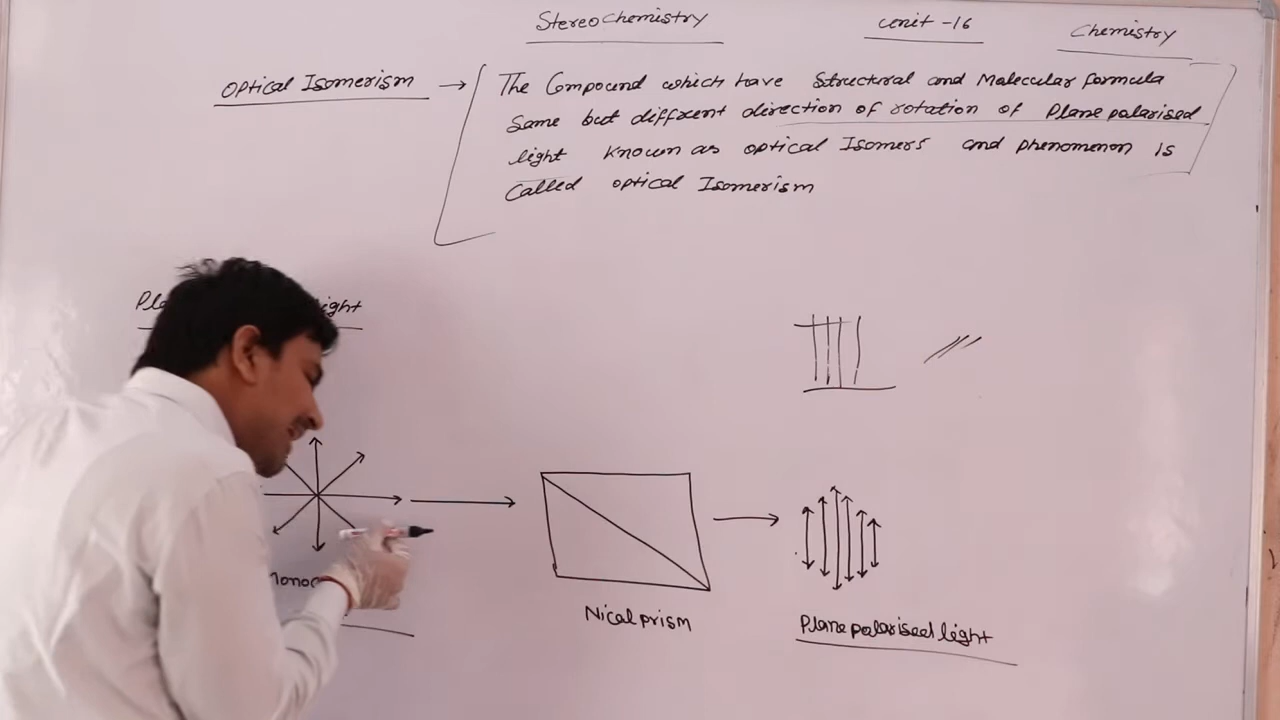 Stereochemistry Unit -16 Chemistry
Optical Isomerism → The Compound which have Structural and Molecular formula
Same but diffrent direction of rotation of Plane polarised
light known as optical Isomers and phenomenon is
Called optical Isomerism
Nical prism
Plane polarised light